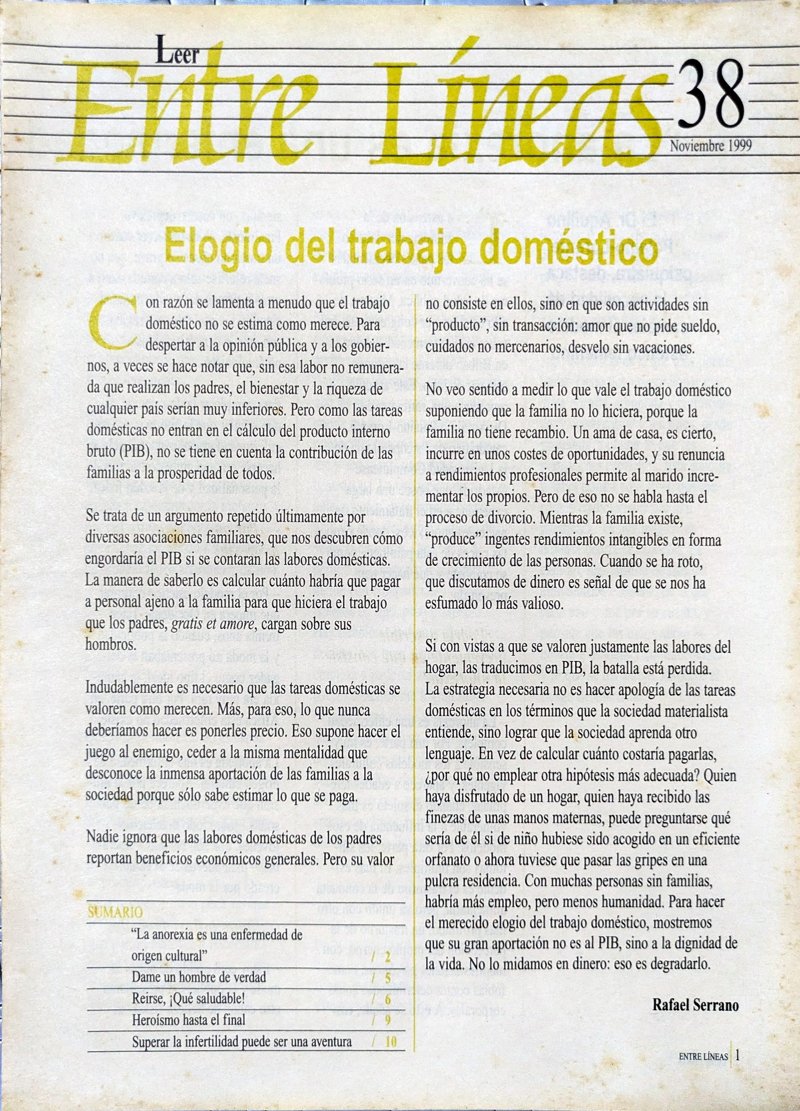 Leer
Entre Líneas
38
Noviembre 1999
Elogio del trabajo doméstico
Con razón se lamenta a menudo que el trabajo
doméstico no se estima como merece. Para
despertar a la opinión pública y a los gobier-
nos, a veces se hace notar que, sin esa labor no remunera-
da que realizan los padres, el bienestar y la riqueza de
cualquier país serían muy inferiores. Pero como las tareas
domésticas no entran en el cálculo del producto interno
bruto (PIB), no se tiene en cuenta la contribución de las
familias a la prosperidad de todos.
Se trata de un argumento repetido últimamente por
diversas asociaciones familiares, que nos descubren cómo
engordaría el PIB si se contaran las labores domésticas.
La manera de saberlo es calcular cuánto habría que pagar
a personal ajeno a la familia para que hiciera el trabajo
que los padres, gratis et amore, cargan sobre sus
hombros.
Indudablemente es necesario que las tareas domésticas se
valoren como merecen. Más, para eso, lo que nunca
deberíamos hacer es ponerles precio. Eso supone hacer el
juego al enemigo, ceder a la misma mentalidad que
desconoce la inmensa aportación de las familias a la
sociedad porque sólo sabe estimar lo que se paga.
Nadie ignora que las labores domésticas de los padres
reportan beneficios económicos generales. Pero su valor
no consiste en ellos, sino en que son actividades sin
“producto”, sin transacción: amor que no pide sueldo,
cuidados no mercenarios, desvelo sin vacaciones.
No veo sentido a medir lo que vale el trabajo doméstico
suponiendo que la familia no lo hiciera, porque la
familia no tiene recambio. Un ama de casa, es cierto,
incurre en unos costes de oportunidades, y su renuncia
a rendimientos profesionales permite al marido incre-
mentar los propios. Pero de eso no se habla hasta el
proceso de divorcio. Mientras la familia existe,
“produce” ingentes rendimientos intangibles en forma
de crecimiento de las personas. Cuando se ha roto,
que discutamos de dinero es señal de que se nos ha
esfumado lo más valioso.
Si con vistas a que se valoren justamente las labores del
hogar, las traducimos en PIB, la batalla está perdida.
La estrategia necesaria no es hacer apología de las tareas
domésticas en los términos que la sociedad materialista
entiende, sino lograr que la sociedad aprenda otro
lenguaje. En vez de calcular cuánto costaría pagarlas,
¿por qué no emplear otra hipótesis más adecuada? Quien
haya disfrutado de un hogar, quien haya recibido las
finezas de unas manos maternas, puede preguntarse qué
sería de él si de niño hubiese sido acogido en un eficiente
orfanato o ahora tuviese que pasar las gripes en una
pulcra residencia. Con muchas personas sin familias,
habría más empleo, pero menos humanidad. Para hacer
el merecido elogio del trabajo doméstico, mostremos
que su gran aportación no es al PIB, sino a la dignidad de
la vida. No lo midamos en dinero: eso es degradarlo.
Rafael Serrano
SUMARIO
“La anorexia es una enfermedad de
origen cultural” / 2
Dame un hombre de verdad / 5
Reirse, ¡Qué saludable! / 6
Heroísmo hasta el final / 9
Superar la infertilidad puede ser una aventura / 10
ENTRE LÍNEAS 1